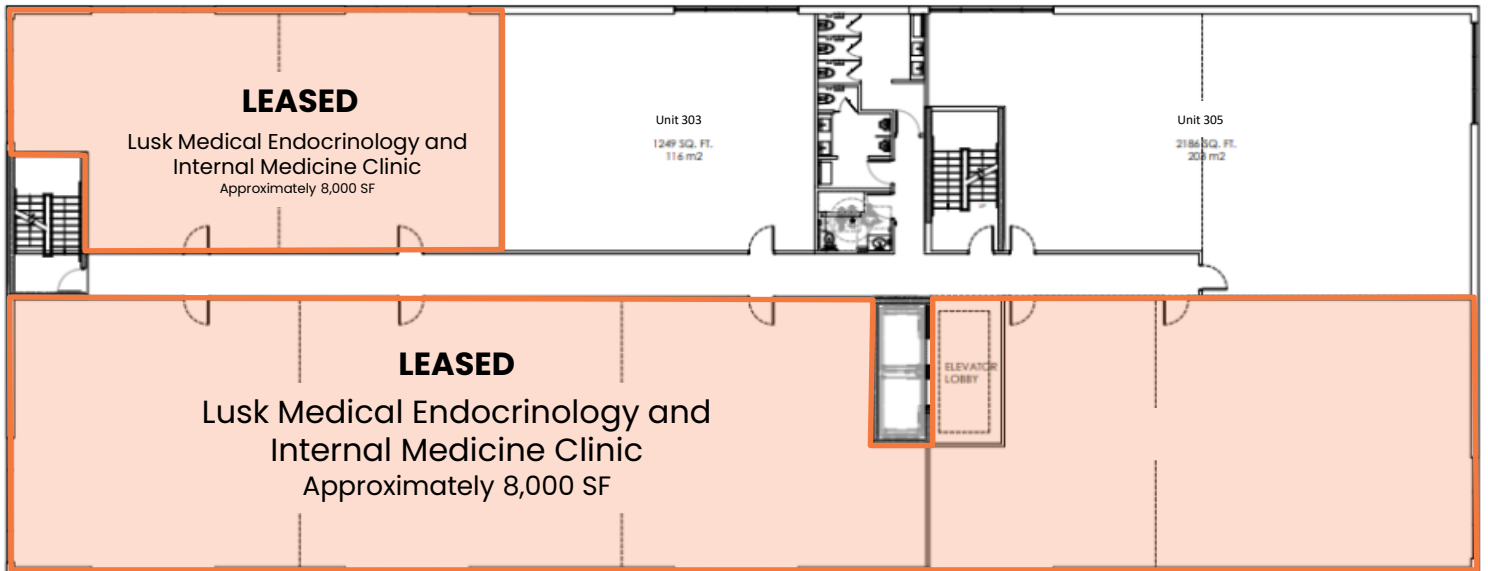 LEASED
Lusk Medical Endocrinology and
Internal Medicine Clinic
Approximately 8,000 SF
Unit 303
1249 SQ. FT.
116 m2
Unit 305
2186 SQ. FT.
203 m2
LEASED
Lusk Medical Endocrinology and
Internal Medicine Clinic
Approximately 8,000 SF
ELEVATOR
LOBBY